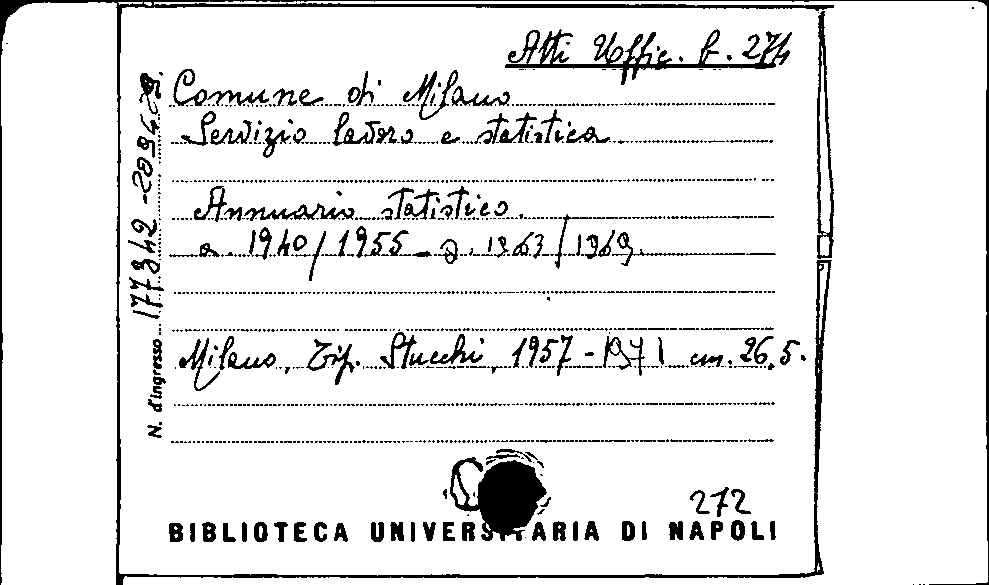 Atti Uffic. b. 274
Comune di Milano
Servizio lavoro e statistica
Annuario statistico.
a. 1940/1955 - a. 1963/1969.
Milano, Tip. Stucchi, 1957-1971 cm. 26,5.
N. d'ingresso 177342
272
BIBLIOTECA UNIVERSITARIA DI NAPOLI